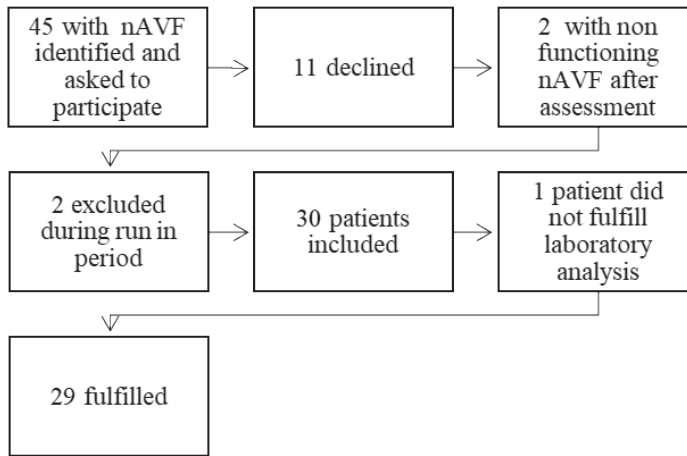 45 with nAVF
identified and
asked to
participate
11 declined
2 with non
functioning
nAVF after
assessment
2 excluded
during run in
period
30 patients
included
1 patient did
not fulfill
laboratory
analysis
29 fulfilled